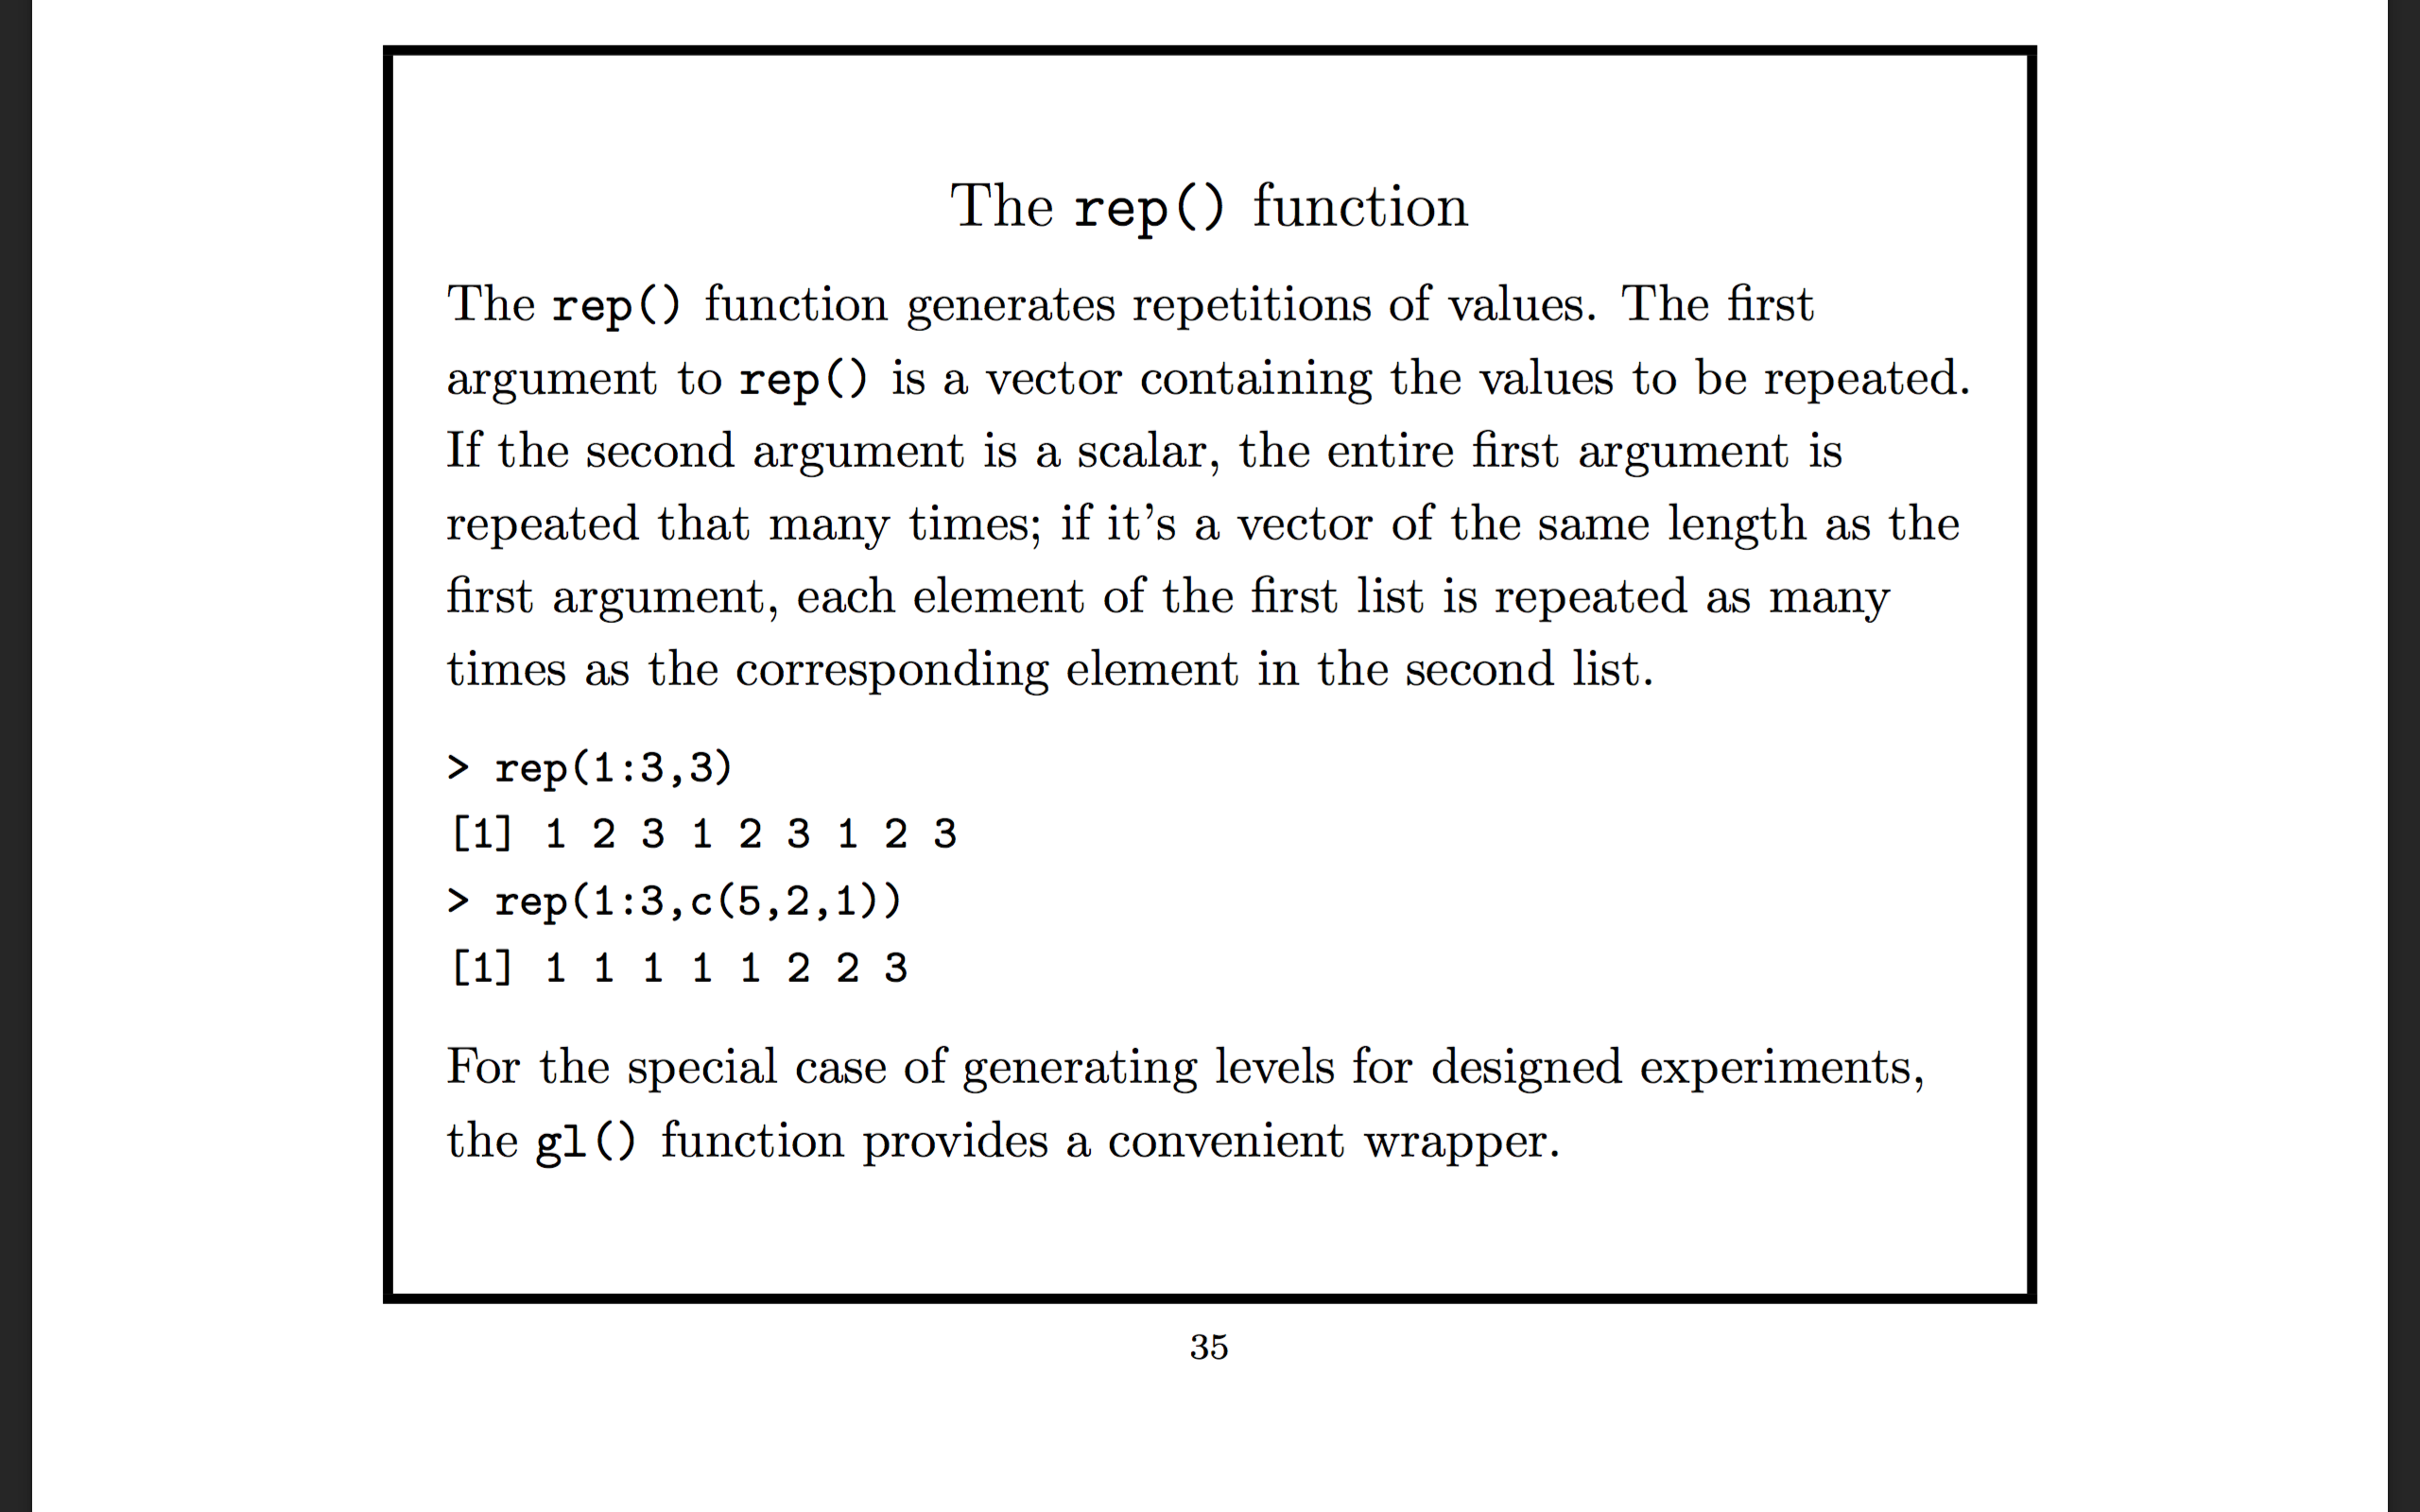 The rep() function
The rep() function generates repetitions of values. The first
argument to rep() is a vector containing the values to be repeated.
If the second argument is a scalar, the entire first argument is
repeated that many times; if it's a vector of the same length as the
first argument, each element of the first list is repeated as many
times as the corresponding element in the second list.
> rep(1:3,3)
[1] 1 2 3 1 2 3 1 2 3
> rep(1:3,c(5,2,1))
[1] 1 1 1 1 1 2 2 3
For the special case of generating levels for designed experiments,
the gl() function provides a convenient wrapper.
35